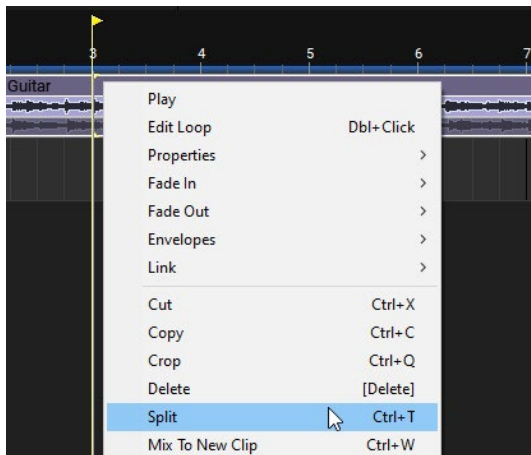 3 4 5 6 7
Guitar
Play
Edit Loop Dbl+Click
Properties
Fade In
Fade Out
Envelopes
Link
Cut Ctrl+X
Copy Ctrl+C
Crop Ctrl+Q
Delete [Delete]
Split Ctrl+T
Mix To New Clip Ctrl+W